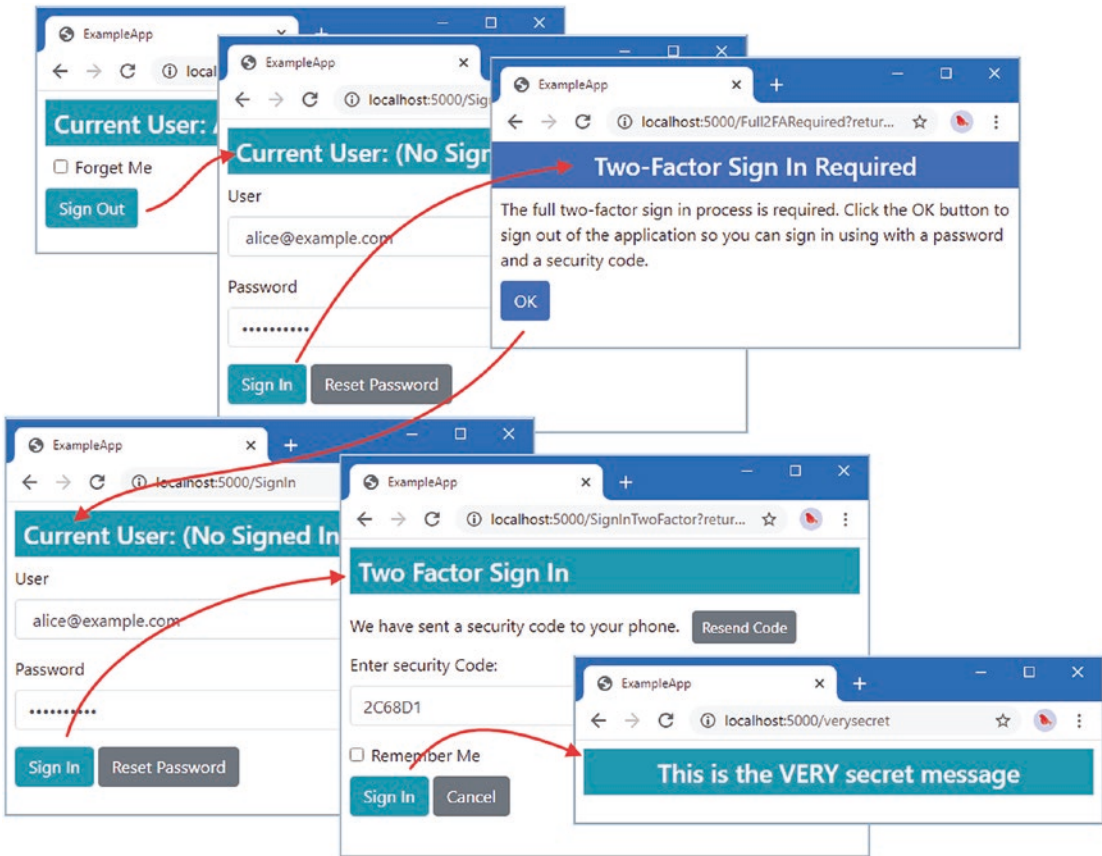 ExampleApp
local
Current User:
Forget Me
Sign Out
ExampleApp
localhost:5000/Sig
Current User: (No Sign
User
alice@example.com
Password
••••••••••
Sign In Reset Password
ExampleApp
localhost:5000/Full2FARequired?retur...
Two-Factor Sign In Required
The full two-factor sign in process is required. Click the OK button to
sign out of the application so you can sign in using with a password
and a security code.
OK
ExampleApp
localhost:5000/SignIn
Current User: (No Signed In
User
alice@example.com
Password
••••••••••
Sign In Reset Password
ExampleApp
localhost:5000/SignInTwoFactor?retur...
Two Factor Sign In
We have sent a security code to your phone. Resend Code
Enter security Code:
2C68D1
Remember Me
Sign In Cancel
ExampleApp
localhost:5000/verysecret
This is the VERY secret message